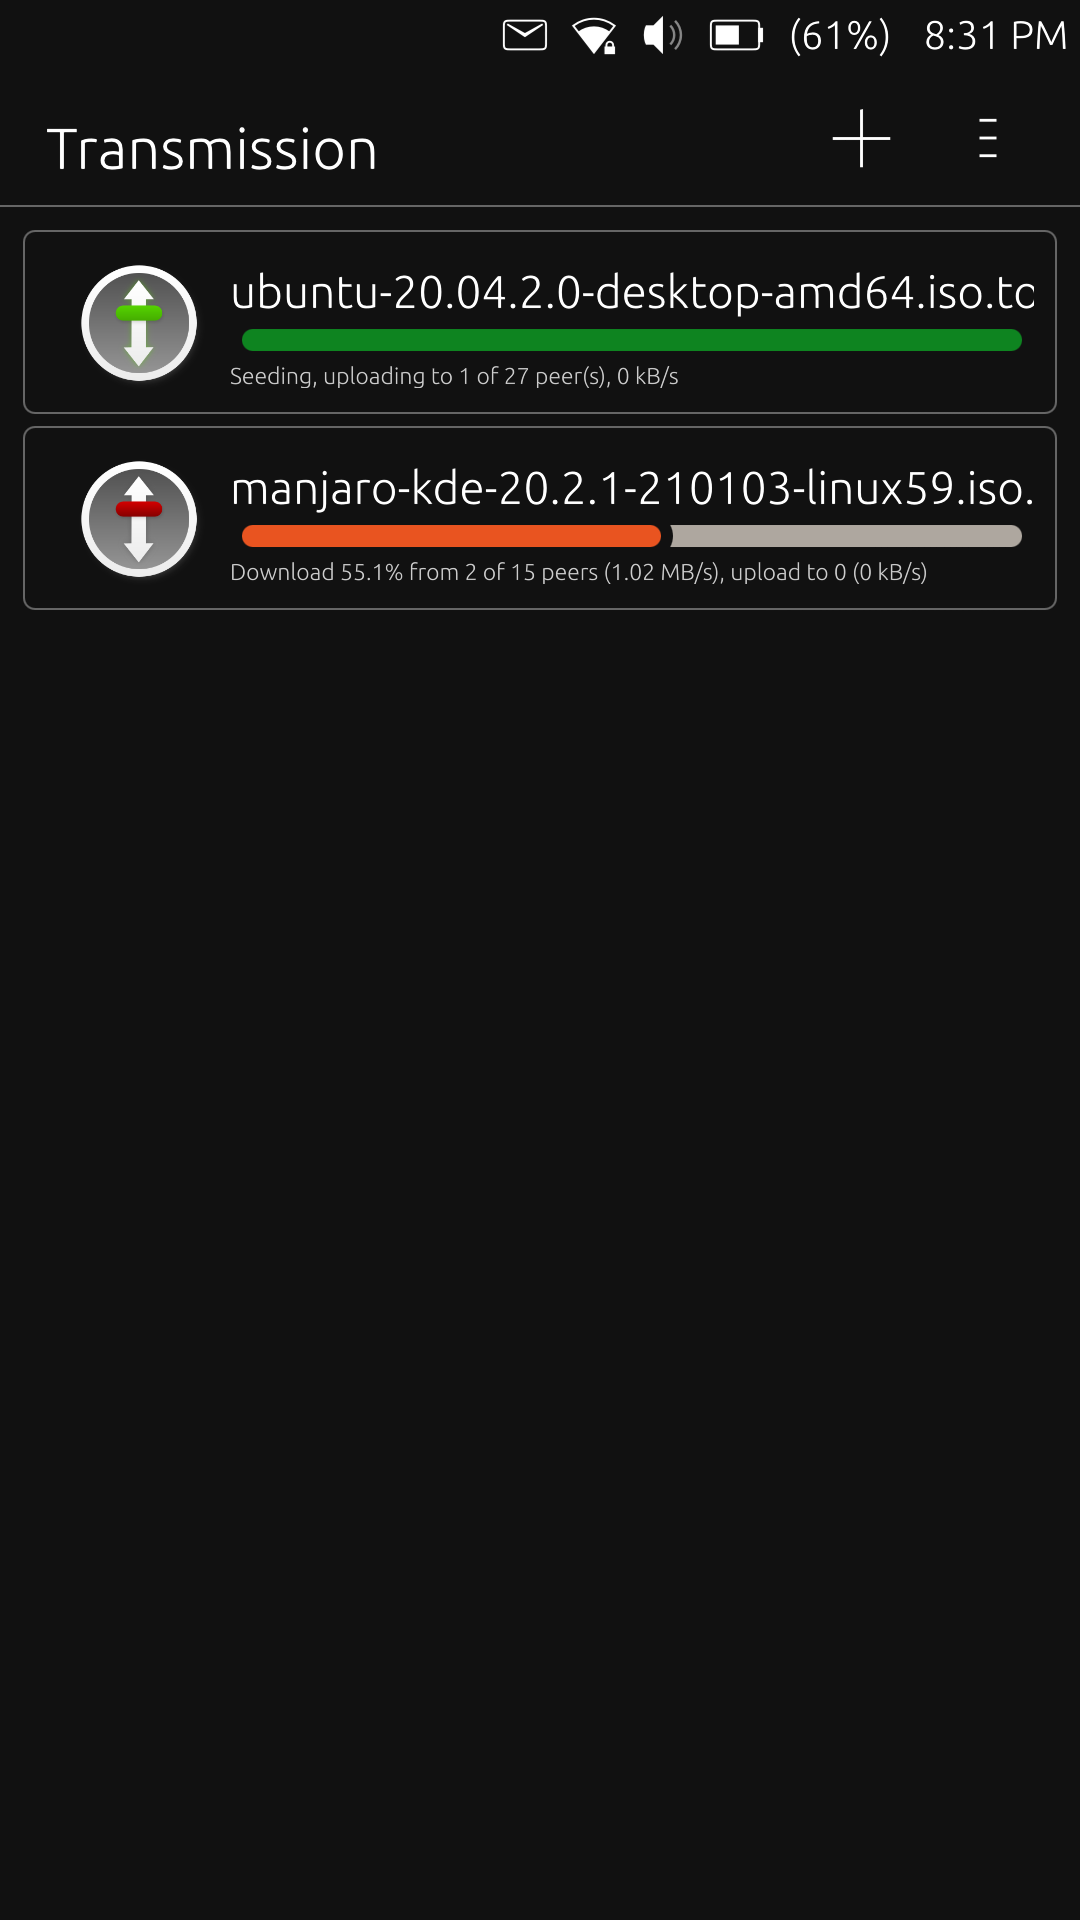 (61%) 8:31 PM
Transmission
ubuntu-20.04.2.0-desktop-amd64.iso.to
Seeding, uploading to 1 of 27 peer(s), 0 kB/s
manjaro-kde-20.2.1-210103-linux59.iso.
Download 55.1% from 2 of 15 peers (1.02 MB/s), upload to 0 (0 kB/s)